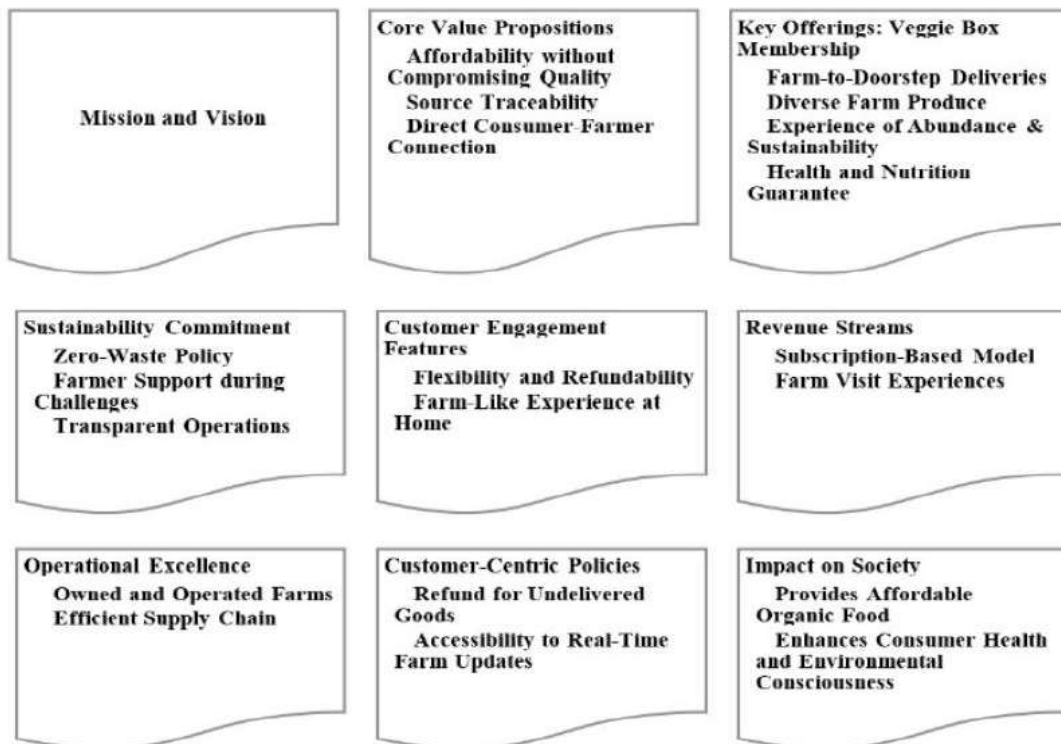 Mission and Vision
Core Value Propositions
Affordability without
Compromising Quality
Source Traceability
Direct Consumer-Farmer
Connection
Key Offerings: Veggie Box
Membership
Farm-to-Doorstep Deliveries
Diverse Farm Produce
Experience of Abundance &
Sustainability
Health and Nutrition
Guarantee
Sustainability Commitment
Zero-Waste Policy
Farmer Support during
Challenges
Transparent Operations
Customer Engagement
Features
Flexibility and Refundability
Farm-Like Experience at
Home
Revenue Streams
Subscription-Based Model
Farm Visit Experiences
Operational Excellence
Owned and Operated Farms
Efficient Supply Chain
Customer-Centric Policies
Refund for Undelivered
Goods
Accessibility to Real-Time
Farm Updates
Impact on Society
Provides Affordable
Organic Food
Enhances Consumer Health
and Environmental
Consciousness